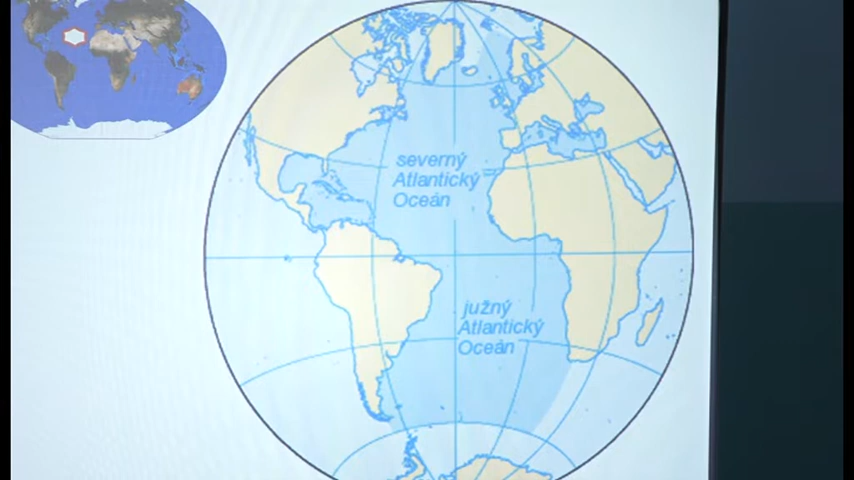 severný
Atlantický
Oceán
južný
Atlantický
Oceán